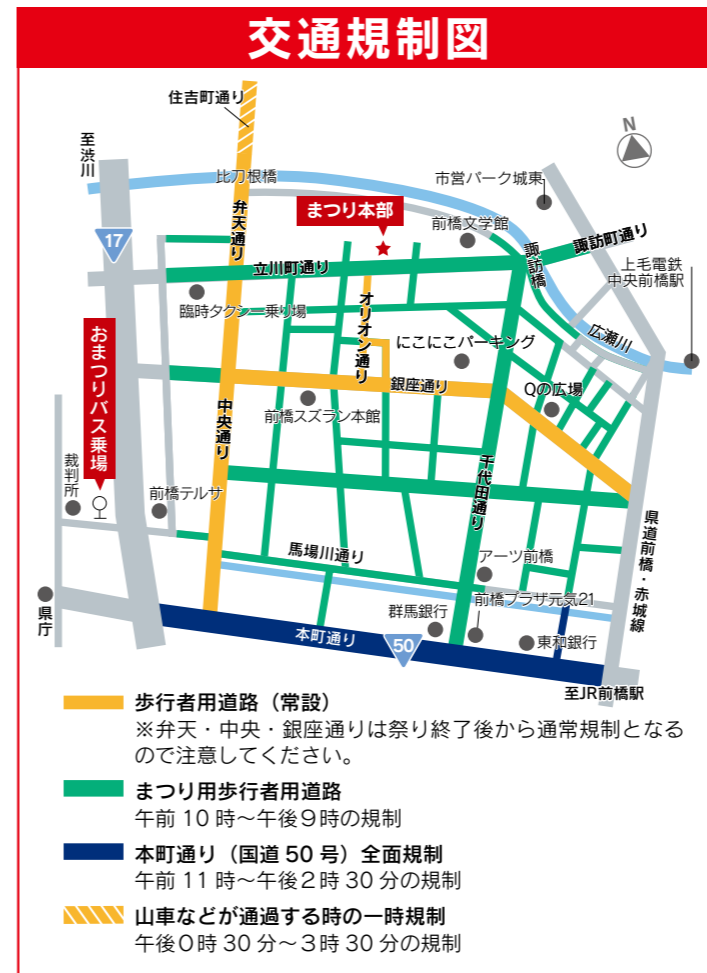 交通規制図
住吉町通り
至渋川
N
比刀根橋
市営パーク城東
まつり本部
前橋文学館
17
弁天通り
諏訪橋
諏訪町通り
立川町通り
上毛電鉄
中央前橋駅
臨時タクシー乗り場
オリオン通り
広瀬川
にこにこパーキング
おまつりバス乗場
銀座通り
Qの広場
前橋スズラン本館
中央通り
裁判所
前橋テルサ
千代田通り
県道前橋・赤城線
馬場川通り
アーツ前橋
県庁
前橋プラザ元気21
群馬銀行
本町通り
50
東和銀行
至JR前橋駅
歩行者用道路(常設)
※弁天・中央・銀座通りは祭り終了後から通常規制となる
ので注意してください。
まつり用歩行者用道路
午前10時〜午後9時の規制
本町通り(国道50号)全面規制
午前11時〜午後2時30分の規制
山車などが通過する時の一時規制
午後0時30分〜3時30分の規制